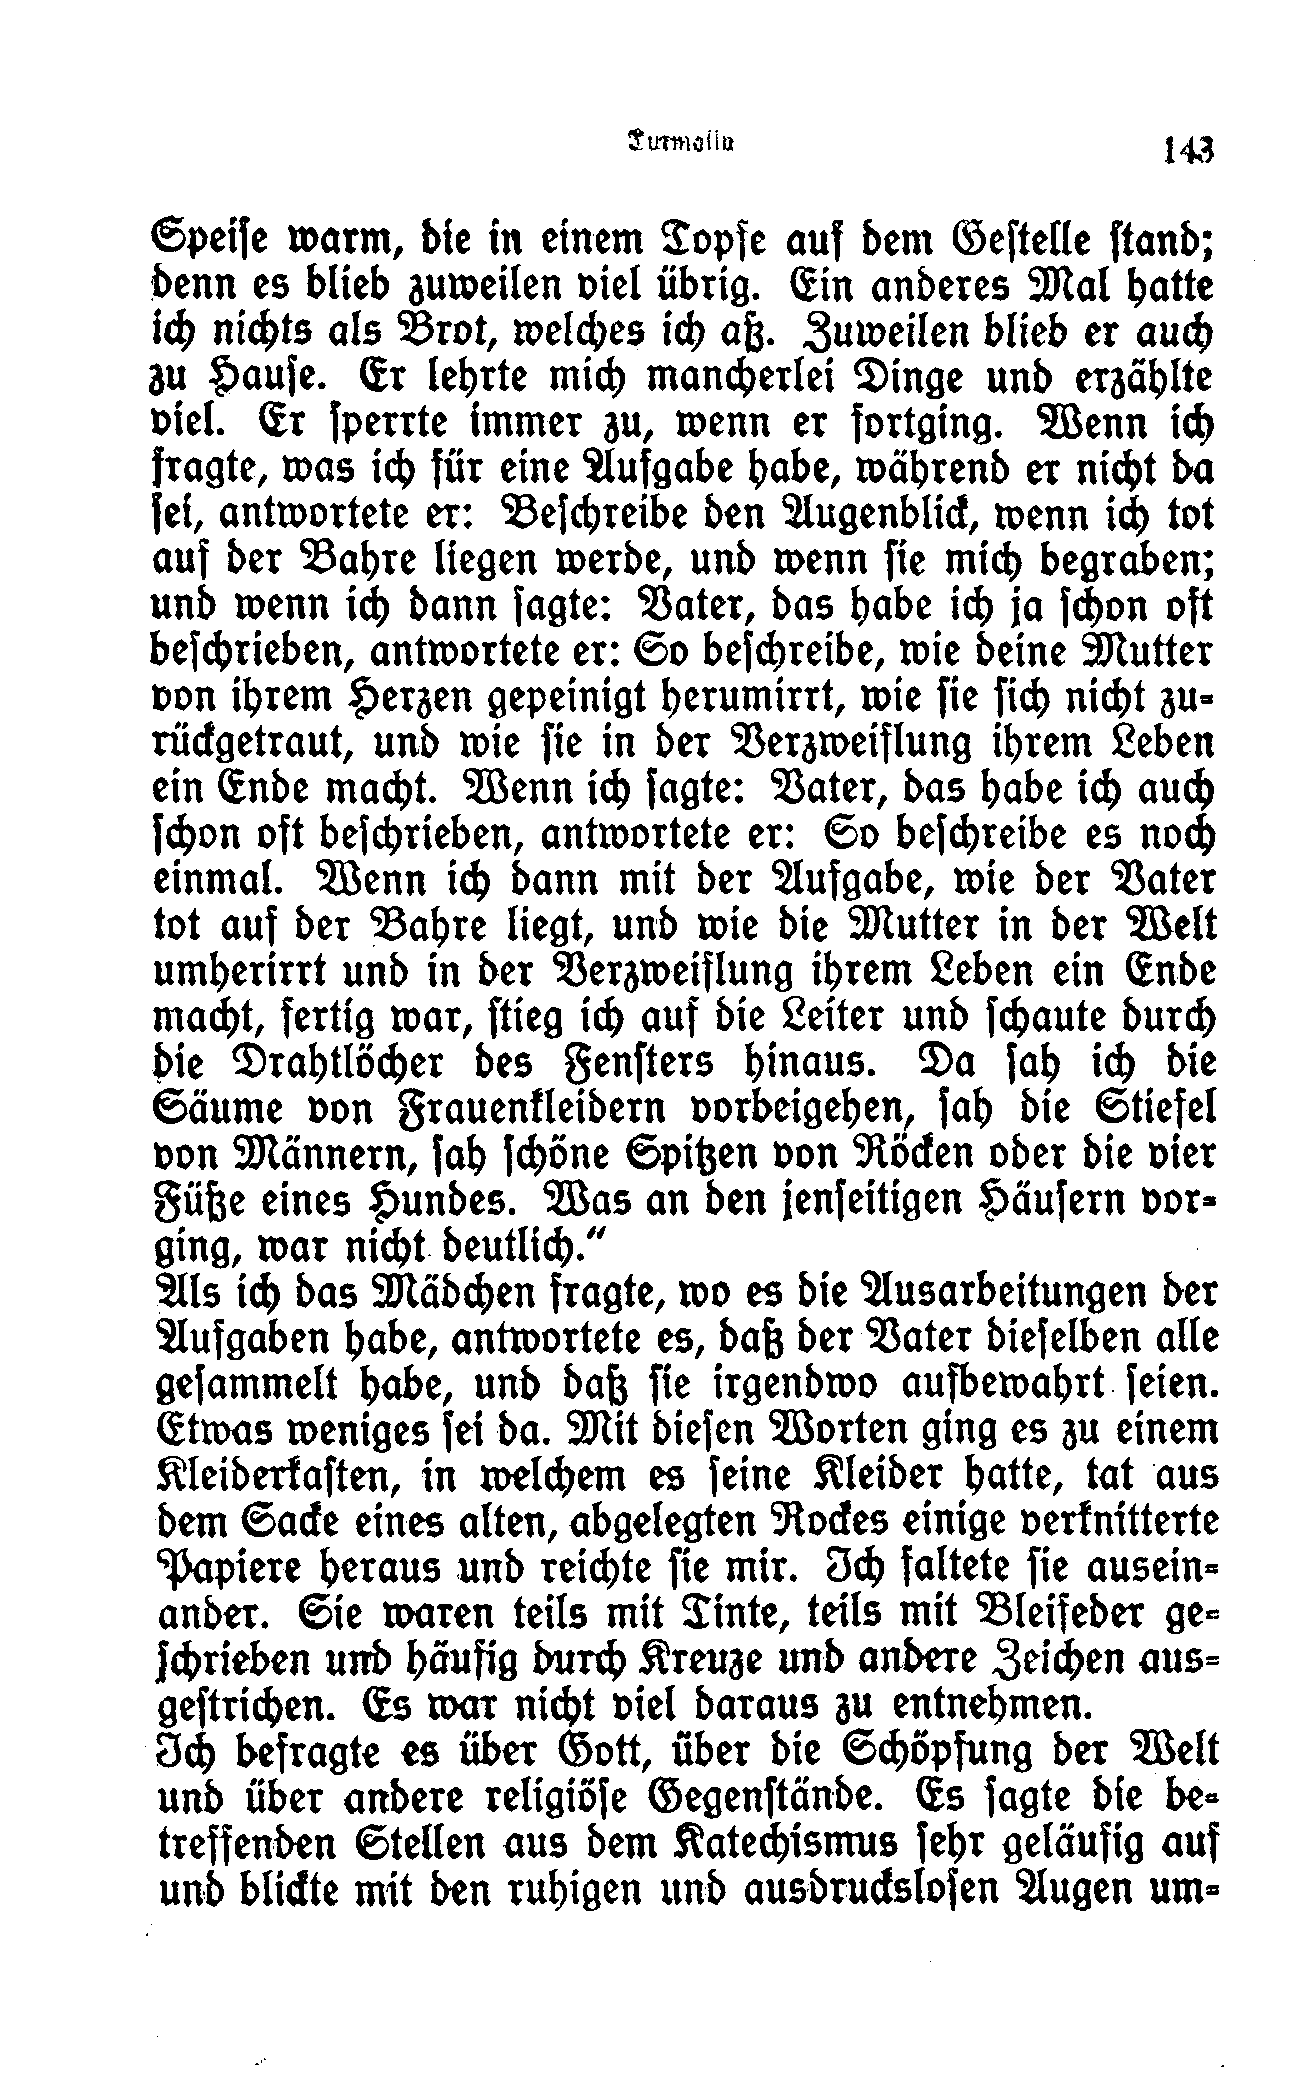 Turmalin
143
Speise warm, die in einem Topfe auf dem Gestelle stand;
denn es blieb zuweilen viel übrig. Ein anderes Mal hatte
ich nichts als Brot, welches ich aß. Zuweilen blieb er auch
zu Hause. Er lehrte mich mancherlei Dinge und erzählte
viel. Er sperrte immer zu, wenn er fortging. Wenn ich
fragte, was ich für eine Aufgabe habe, während er nicht da
sei, antwortete er: Beschreibe den Augenblick, wenn ich tot
auf der Bahre liegen werde, und wenn sie mich begraben;
und wenn ich dann sagte: Vater, das habe ich ja schon oft
beschrieben, antwortete er: So beschreibe, wie deine Mutter
von ihrem Herzen gepeinigt herumirrt, wie sie sich nicht zu-
rückgetraut, und wie sie in der Verzweiflung ihrem Leben
ein Ende macht. Wenn ich sagte: Vater, das habe ich auch
schon oft beschrieben, antwortete er: So beschreibe es noch
einmal. Wenn ich dann mit der Aufgabe, wie der Vater
tot auf der Bahre liegt, und wie die Mutter in der Welt
umherirrt und in der Verzweiflung ihrem Leben ein Ende
macht, fertig war, stieg ich auf die Leiter und schaute durch
die Drahtlöcher des Fensters hinaus. Da sah ich die
Säume von Frauenkleidern vorbeigehen, sah die Stiefel
von Männern, sah schöne Spitzen von Röcken oder die vier
Füße eines Hundes. Was an den jenseitigen Häusern vor-
ging, war nicht deutlich.“
Als ich das Mädchen fragte, wo es die Ausarbeitungen der
Aufgaben habe, antwortete es, daß der Vater dieselben alle
gesammelt habe, und daß sie irgendwo aufbewahrt seien.
Etwas weniges sei da. Mit diesen Worten ging es zu einem
Kleiderkasten, in welchem es seine Kleider hatte, tat aus
dem Sacke eines alten, abgelegten Rockes einige verknitterte
Papiere heraus und reichte sie mir. Ich faltete sie ausein-
ander. Sie waren teils mit Tinte, teils mit Bleifeder ge-
schrieben und häufig durch Kreuze und andere Zeichen aus-
gestrichen. Es war nicht viel daraus zu entnehmen.
Ich befragte es über Gott, über die Schöpfung der Welt
und über andere religiöse Gegenstände. Es sagte die be-
treffenden Stellen aus dem Katechismus sehr geläufig auf
und blickte mit den ruhigen und ausdruckslosen Augen um-